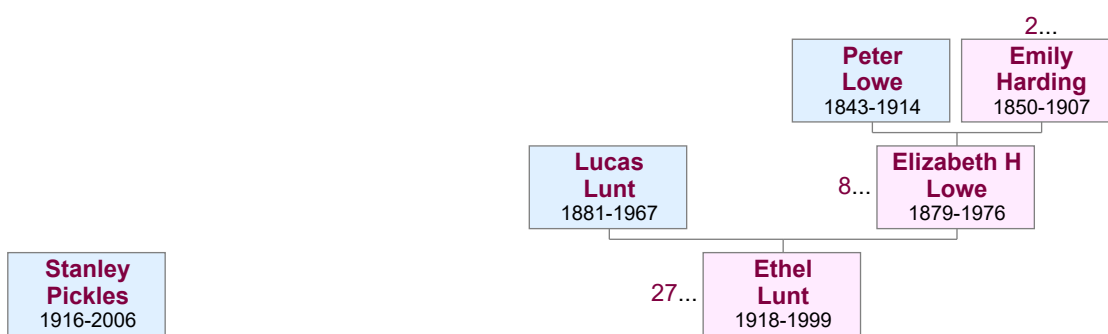 2...
Peter
Lowe
1843-1914
Emily
Harding
1850-1907
Lucas
Lunt
1881-1967
8...
Elizabeth H
Lowe
1879-1976
Stanley
Pickles
1916-2006
27...
Ethel
Lunt
1918-1999